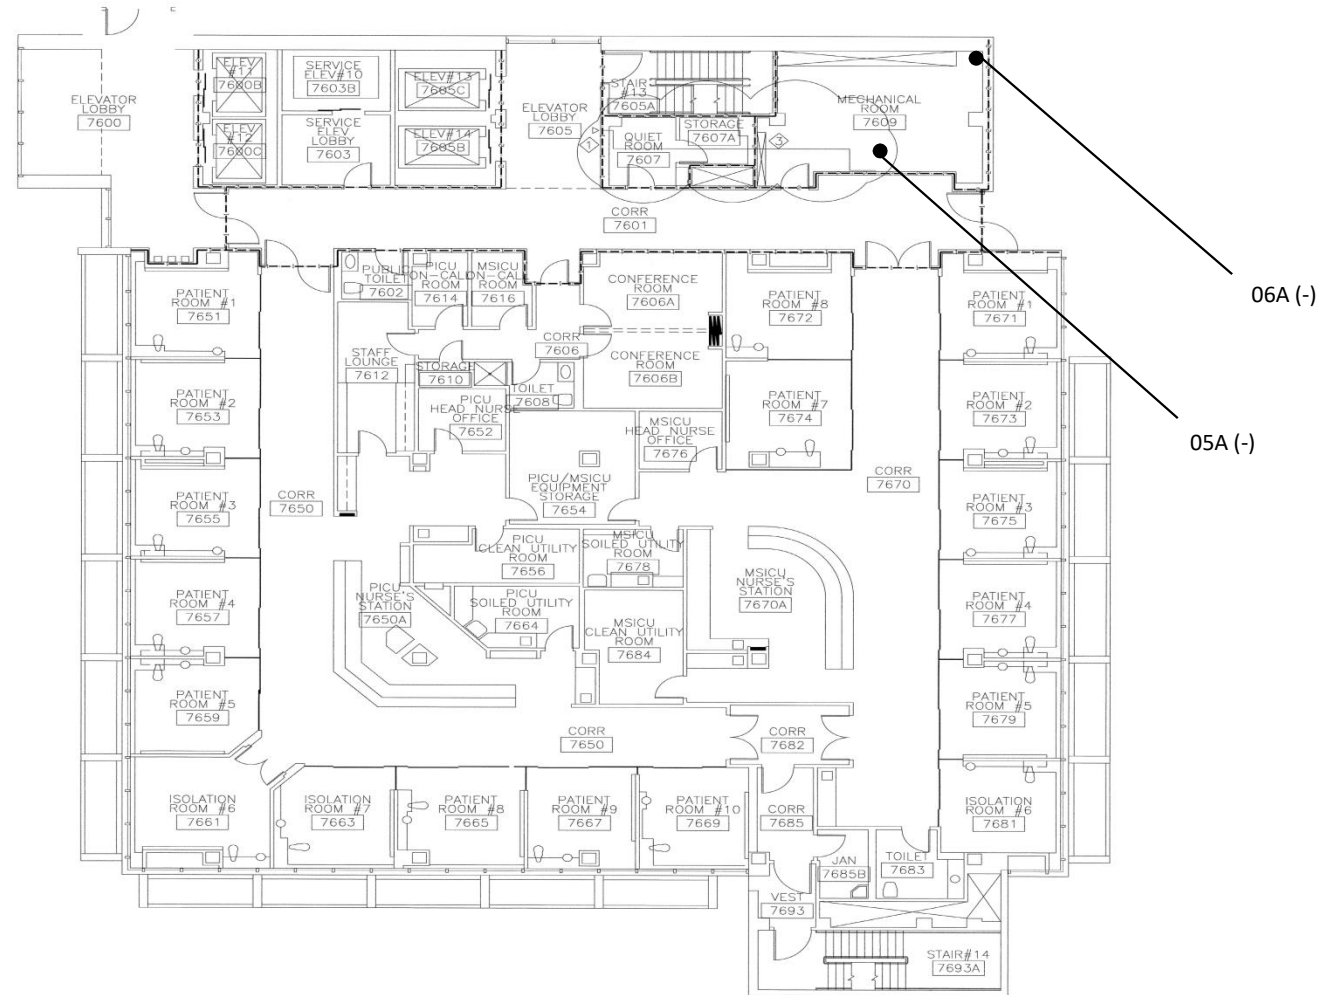 ELEV
#11
7600B
SERVICE
ELEV#10
7603B
ELEV#13
7605C
STAIR
#13
7605A
MECHANICAL
ROOM
7609
ELEVATOR
LOBBY
7600
ELEV
#12
7600C
SERVICE
ELEV
LOBBY
7603
ELEV#14
7605B
ELEVATOR
LOBBY
7605
1
QUIET
ROOM
7607
STORAGE
7607A
3
CORR
7601
06A (-)
05A (-)
PUBLIC
TOILET
7602
PICU
ON-CALL
ROOM
7614
MSICU
ON-CALL
ROOM
7616
CONFERENCE
ROOM
7606A
PATIENT
ROOM #1
7651
PATIENT
ROOM #8
7672
PATIENT
ROOM #1
7671
CORR
7606
STAFF
LOUNGE
7612
STORAGE
7610
CONFERENCE
ROOM
7606B
TOILET
7608
PATIENT
ROOM #2
7653
PICU
HEAD NURSE
OFFICE
7652
MSICU
HEAD NURSE
OFFICE
7676
PATIENT
ROOM #7
7674
PATIENT
ROOM #2
7673
CORR
7650
PICU/MSICU
EQUIPMENT
STORAGE
7654
CORR
7670
PATIENT
ROOM #3
7655
PATIENT
ROOM #3
7675
PICU
CLEAN UTILITY
ROOM
7656
MSICU
SOILED UTILITY
ROOM
7678
MSICU
NURSE'S
STATION
7670A
PICU
NURSE'S
STATION
7650A
PICU
SOILED UTILITY
ROOM
7664
PATIENT
ROOM #4
7657
PATIENT
ROOM #4
7677
MSICU
CLEAN UTILITY
ROOM
7684
PATIENT
ROOM #5
7659
PATIENT
ROOM #5
7679
CORR
7650
CORR
7682
ISOLATION
ROOM #6
7661
ISOLATION
ROOM #7
7663
PATIENT
ROOM #8
7665
PATIENT
ROOM #9
7667
PATIENT
ROOM #10
7669
CORR
7685
ISOLATION
ROOM #6
7681
JAN
7685B
TOILET
7683
VEST
7693
STAIR#14
7693A